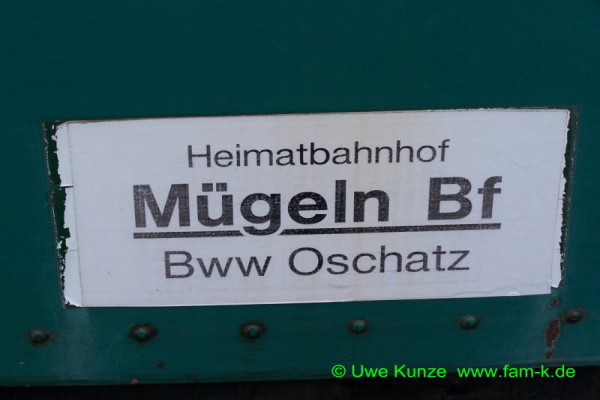 Heimatbahnhof
Mügeln Bf
Bww Oschatz
© Uwe Kunze www.fam-k.de